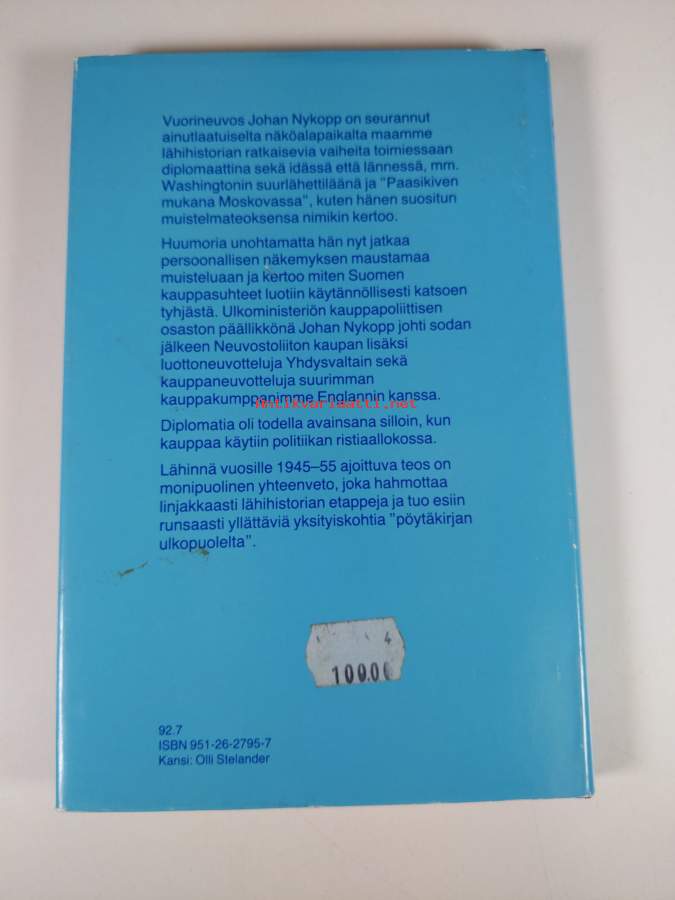 Vuorineuvos Johan Nykopp on seurannut
ainutlaatuiselta näköalapaikalta maamme
lähihistorian ratkaisevia vaiheita toimiessaan
diplomaattina sekä idässä että lännessä, mm.
Washingtonin suurlähettiläänä ja "Paasikiven
mukana Moskovassa", kuten hänen suositun
muistelmateoksensa nimikin kertoo.
Huumoria unohtamatta hän nyt jatkaa
persoonallisen näkemyksen maustamaa
muisteluaan ja kertoo miten Suomen
kauppasuhteet luotiin käytännöllisesti katsoen
tyhjästä. Ulkoministeriön kauppapoliittisen
osaston päällikkönä Johan Nykopp johti sodan
jälkeen Neuvostoliiton kaupan lisäksi
luottoneuvotteluja Yhdysvaltain sekä
kauppaneuvotteluja suurimman
kauppakumppanimme Englannin kanssa.
Antikvariaatti.net
Diplomatia oli todella avainsana silloin, kun
kauppaa käytiin politiikan ristiaallokossa.
Lähinnä vuosille 1945–55 ajoittuva teos on
monipuolinen yhteenveto, joka hahmottaa
linjakkaasti lähihistorian etappeja ja tuo esiin
runsaasti yllättäviä yksityiskohtia "pöytäkirjan
ulkopuolelta".
4
100.00
92.7
ISBN 951-26-2795-7
Kansi: Olli Stelander